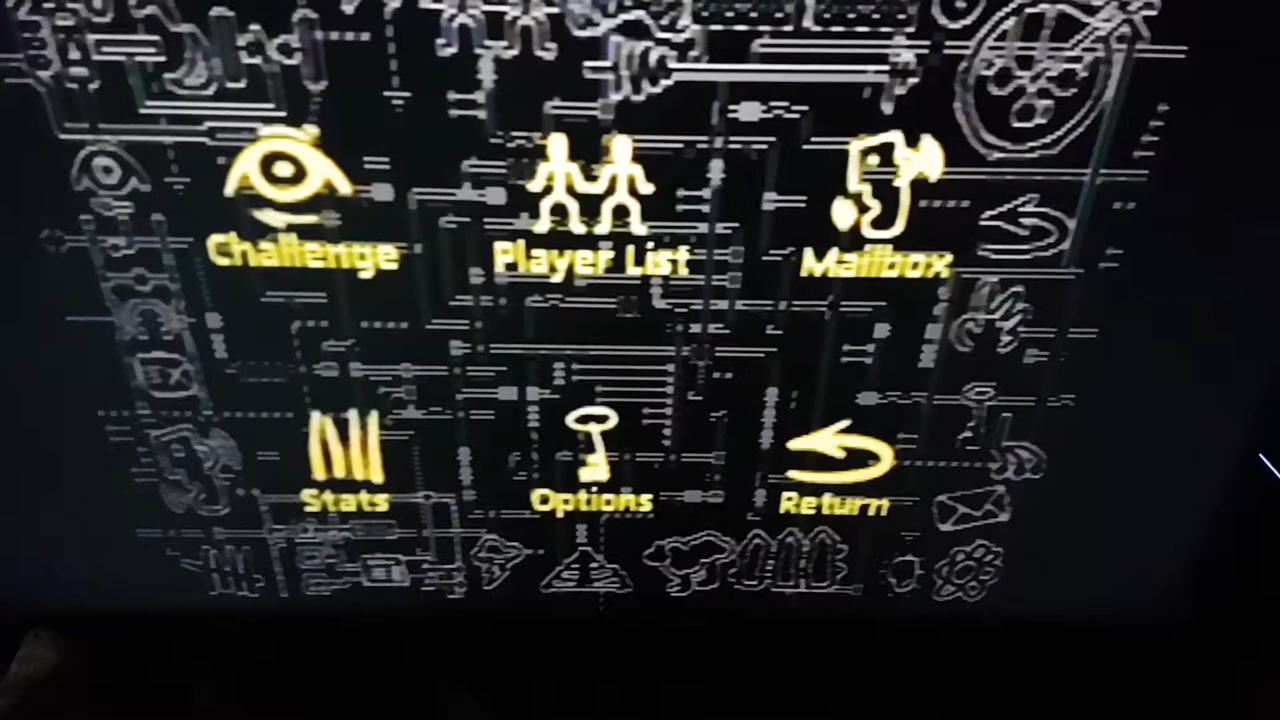 Challenge
Player List
Mailbox
Stats
Options
Return